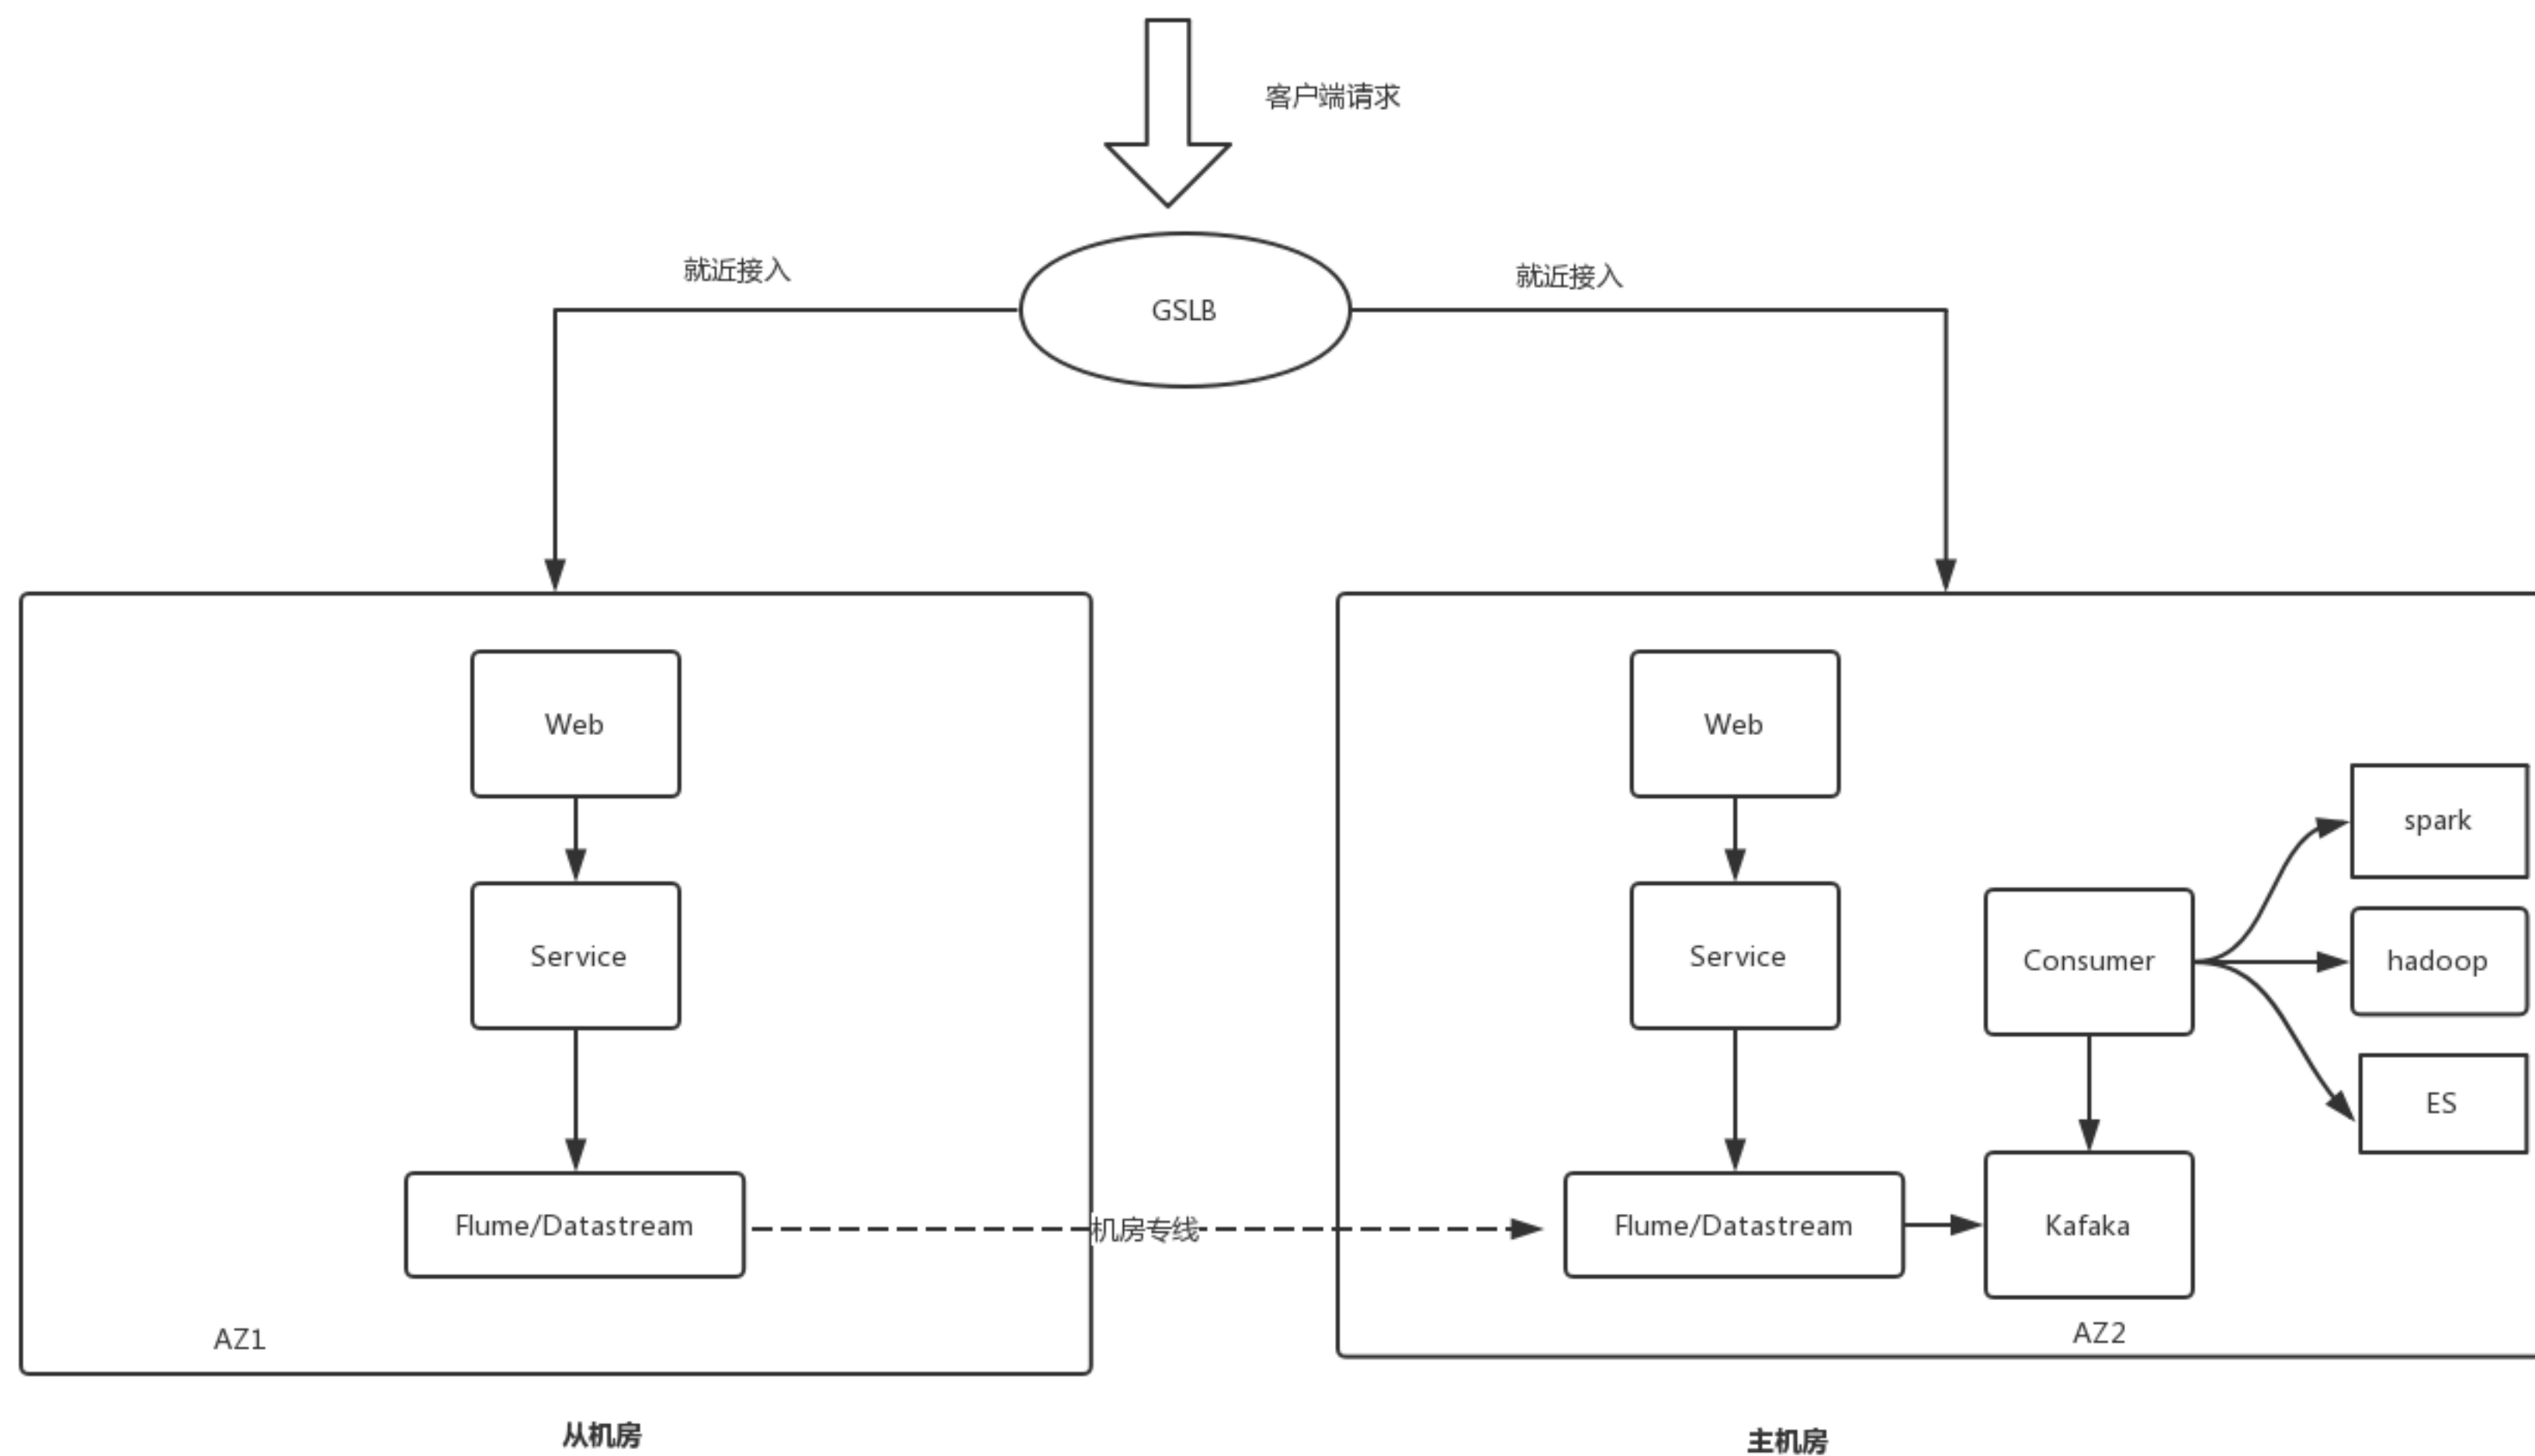 客户端请求
就近接入
就近接入
GSLB
Web
Web
spark
Service
Service
Consumer
hadoop
ES
Flume/Datastream
机房专线
Flume/Datastream
Kafaka
AZ1
AZ2
从机房
主机房